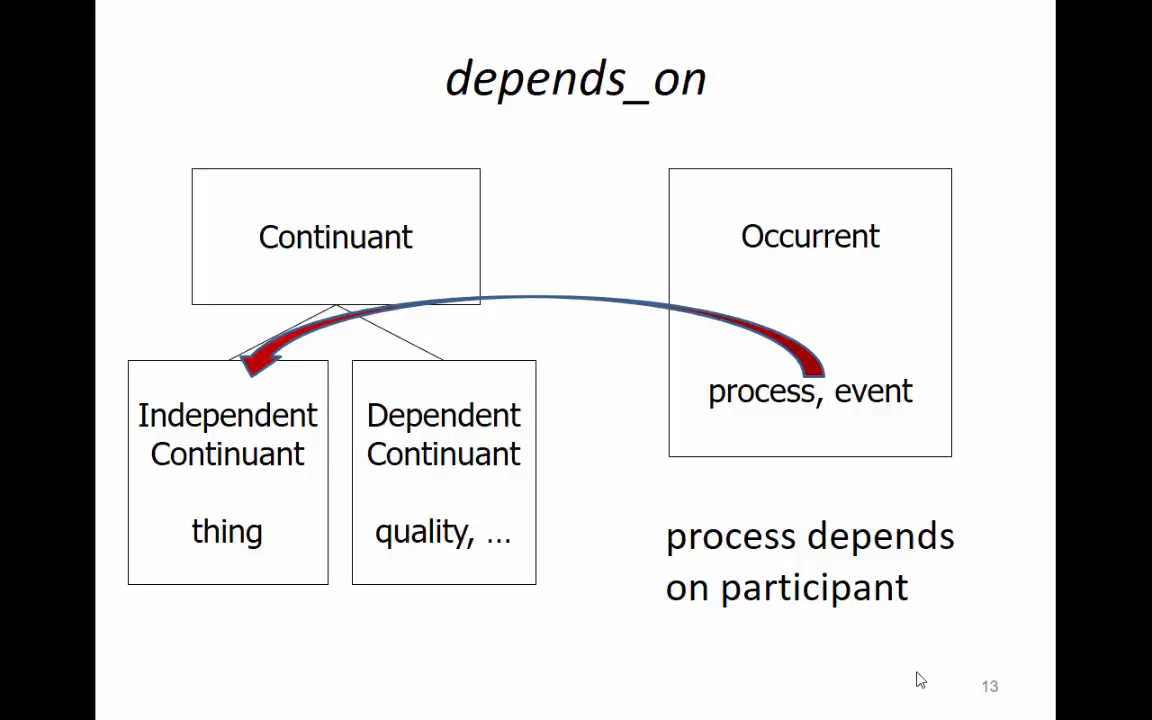 depends_on
Continuant
Occurrent
process, event
Independent
Continuant
thing
Dependent
Continuant
quality, ...
process depends
on participant
13